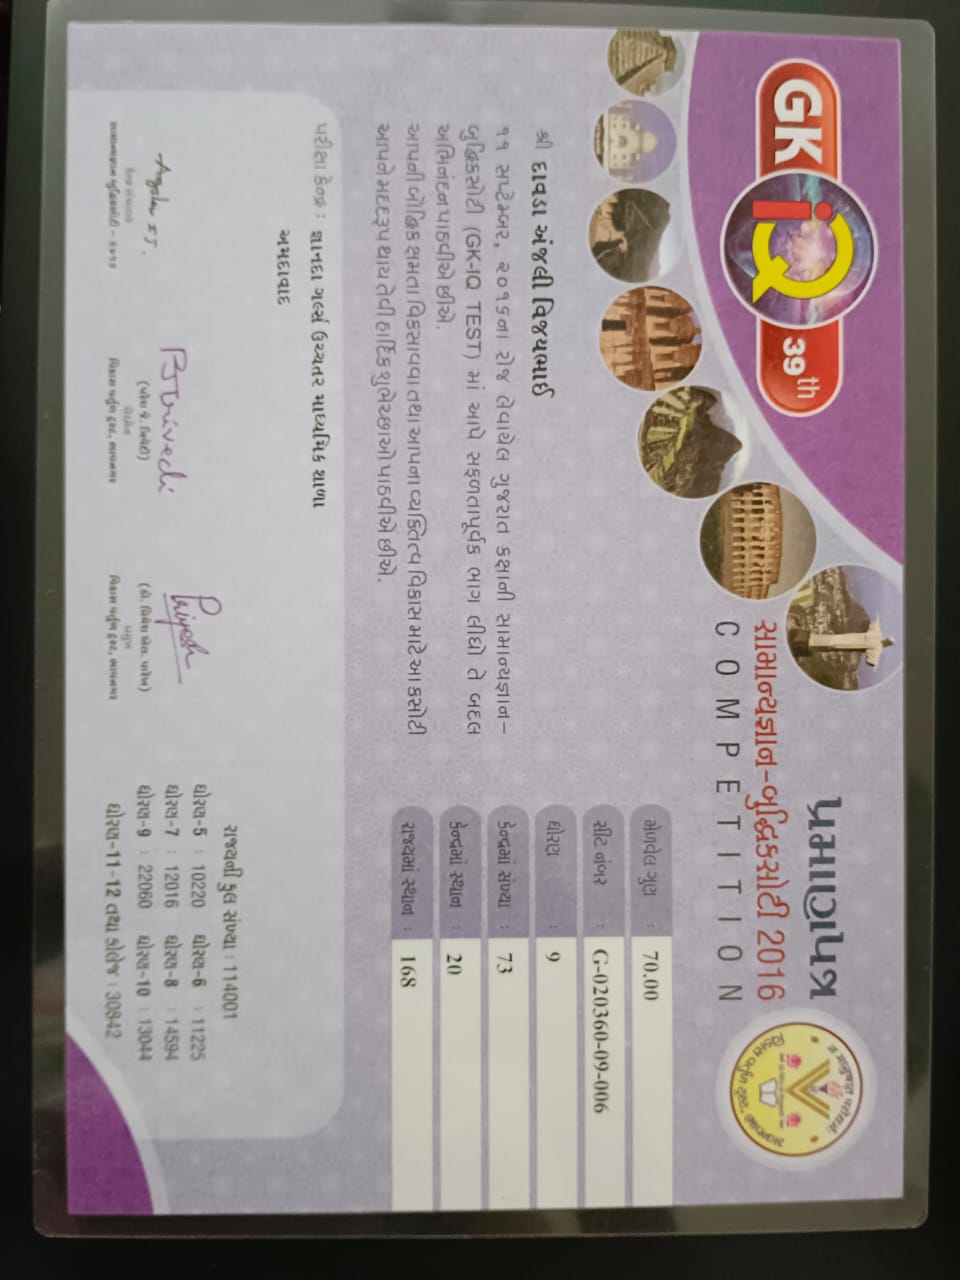 GK iQ 39th
પ્રમાણપત્ર
સામાન્યજ્ઞાન-બુદ્ધિકસોટી 2016
COMPETITION
ન માનુષાત્ પરોધર્મ:
વિકાસ વર્તુળ ટ્રસ્ટ, ભાવનગર
મેળવેલ ગુણ : 70.00
સીટ નંબર : G-020360-09-006
ધોરણ : 9
કેન્દ્રમાં સંખ્યા : 73
કેન્દ્રમાં સ્થાન : 20
રાજ્યમાં સ્થાન : 168
શ્રી દાવડા અંજલી વિજયભાઈ
૧૧ સપ્ટેમ્બર, ૨૦૧૬ના રોજ લેવાયેલ ગુજરાત કક્ષાની સામાન્યજ્ઞાન-
બુદ્ધિકસોટી (GK-IQ TEST) માં આપે સફળતાપૂર્વક ભાગ લીધો તે બદલ
અભિનંદન પાઠવીએ છીએ.
આપની બૌદ્ધિક ક્ષમતા વિકસાવવા તથા આપના વ્યક્તિત્વ વિકાસ માટે આ કસોટી
આપને મદદરૂપ થાય તેવી હાર્દિક શુભેચ્છાઓ પાઠવીએ છીએ.
પરીક્ષા કેન્દ્ર : જ્ઞાનદા ગર્લ્સ ઉચ્ચતર માધ્યમિક શાળા
અમદાવાદ
રાજ્યની કુલ સંખ્યા : 114001
ધોરણ-5 : 10220 ધોરણ-6 : 11225
ધોરણ-7 : 12016 ધોરણ-8 : 14594
ધોરણ-9 : 22060 ધોરણ-10 : 13044
ધોરણ-11-12 તથા કોલેજ : 30842
કેન્દ્ર સંચાલક
સામાન્યજ્ઞાન બુદ્ધિકસોટી - ૨૦૧૬
BTrivedi
(પરેશ જે. ત્રિવેદી)
ચેરમેન
વિકાસ વર્તુળ ટ્રસ્ટ, ભાવનગર
Priyesh
(ડો. પ્રિયેશ એલ. પારેખ)
પ્રમુખ
વિકાસ વર્તુળ ટ્રસ્ટ, ભાવનગર